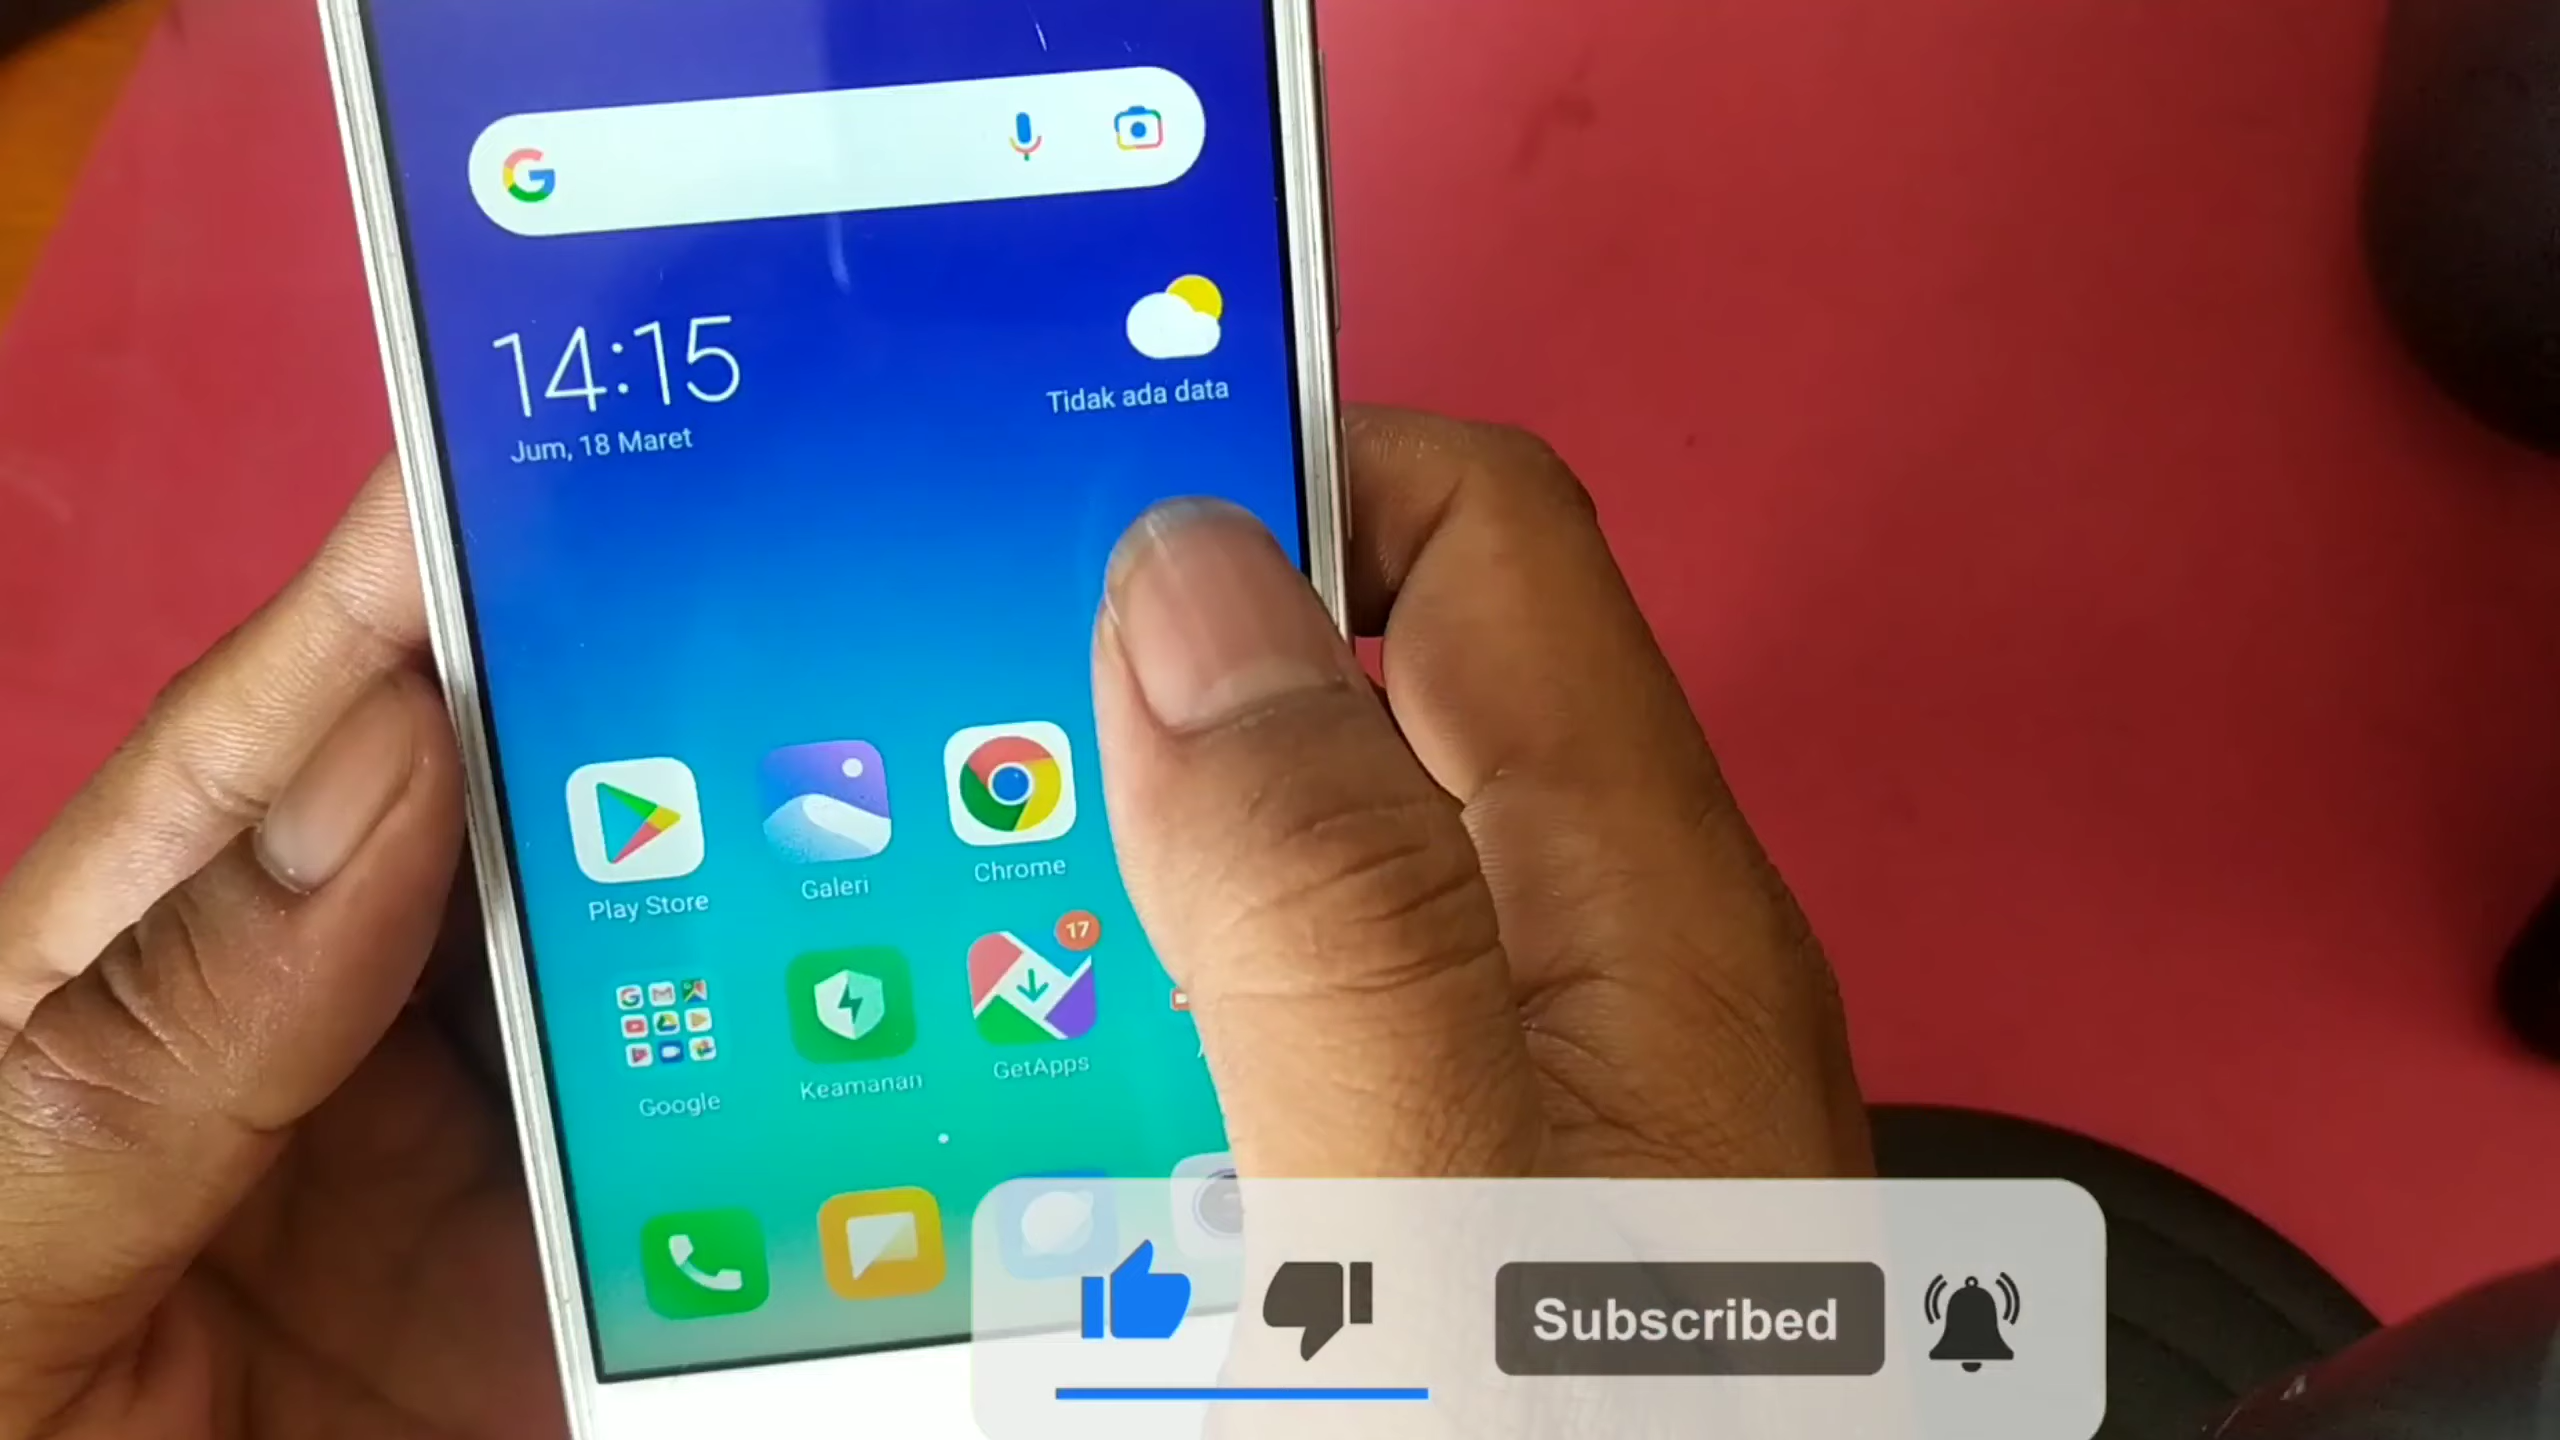 14:15
Jum, 18 Maret
Tidak ada data
Play Store
Galeri
Chrome
17
Google
Keamanan
GetApps
Subscribed